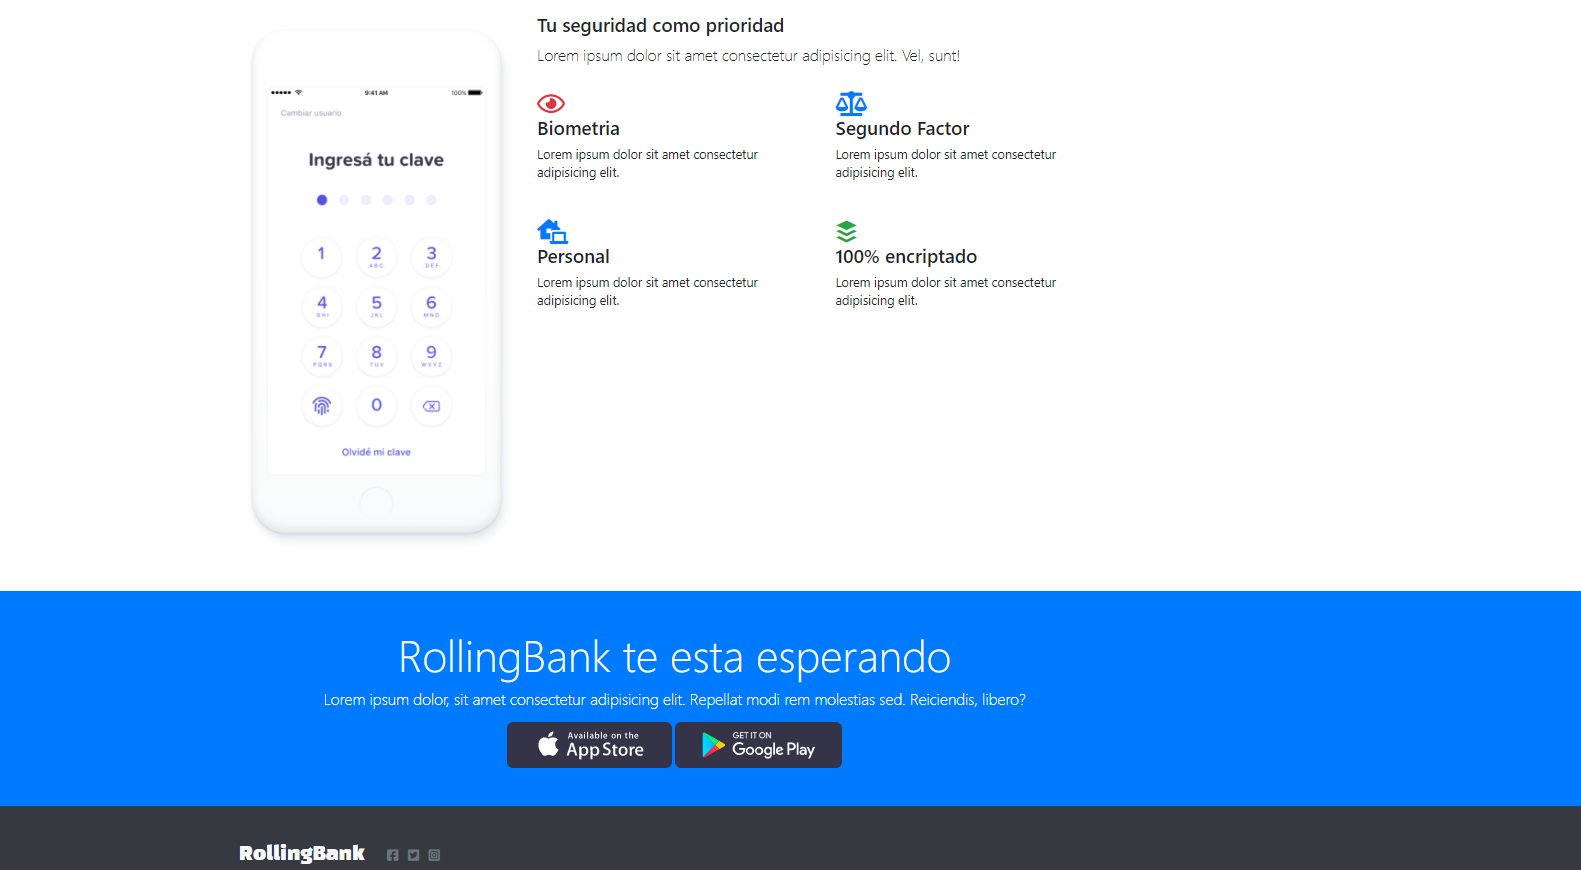 Tu seguridad como prioridad
Lorem ipsum dolor sit amet consectetur adipisicing elit. Vel, sunt!
9:41 AM
100%
Cambiar usuario
Ingresá tu clave
1
2
3
ABC
DEF
4
5
6
GHI
JKL
MNO
7
8
9
PQRS
TUV
WXYZ
0
Olvidé mi clave
Biometria
Lorem ipsum dolor sit amet consectetur
adipisicing elit.
Segundo Factor
Lorem ipsum dolor sit amet consectetur
adipisicing elit.
Personal
Lorem ipsum dolor sit amet consectetur
adipisicing elit.
100% encriptado
Lorem ipsum dolor sit amet consectetur
adipisicing elit.
RollingBank te esta esperando
Lorem ipsum dolor, sit amet consectetur adipisicing elit. Repellat modi rem molestias sed. Reiciendis, libero?
Available on the
App Store
GET IT ON
Google Play
RollingBank